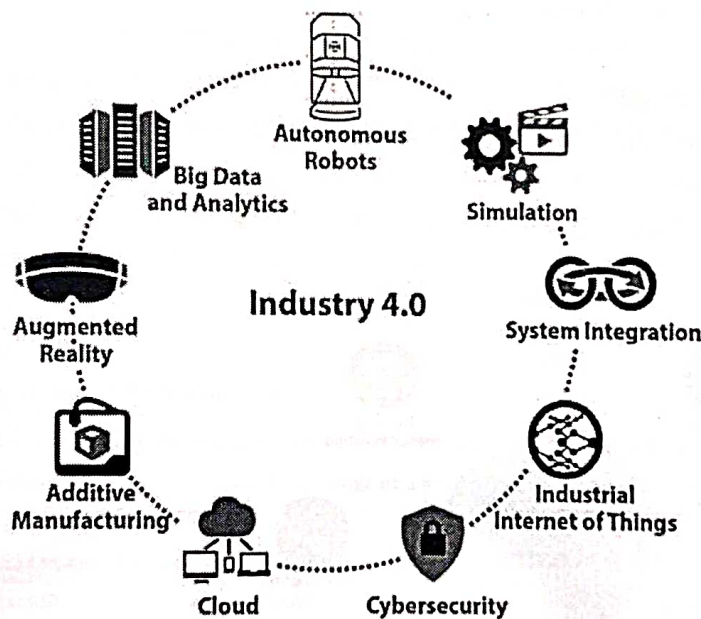 Autonomous
Robots
Big Data
and Analytics
Simulation
Industry 4.0
Augmented
Reality
System Integration
Additive
Manufacturing
Industrial
Internet of Things
Cloud
Cybersecurity